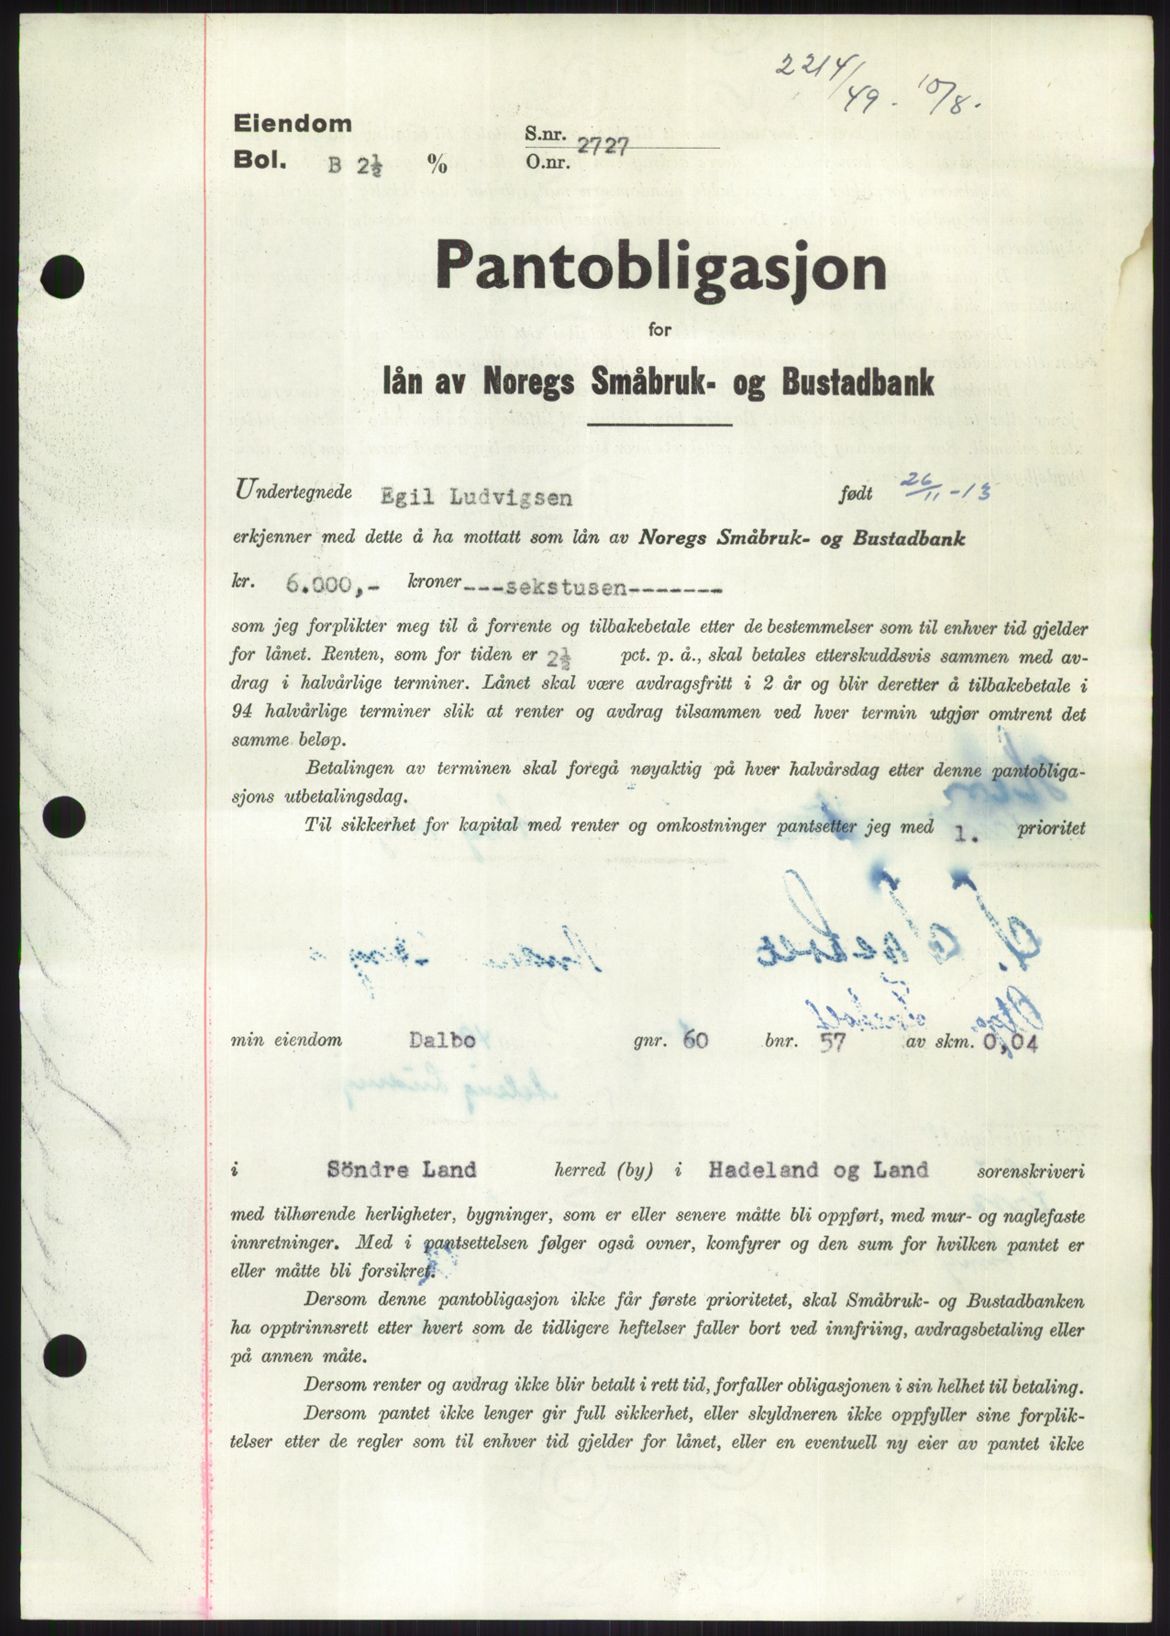 2214/49 - 10/8.
Eiendom
Bol. B 2½ %
S.nr. 2727
O.nr.
Pantobligasjon
for
lån av Noregs Småbruk- og Bustadbank
Undertegnede Egil Ludvigsen født 26/11-13
erkjenner med dette å ha mottatt som lån av Noregs Småbruk- og Bustadbank
kr. 6.000,- kroner ---sekstusen-------
som jeg forplikter meg til å forrente og tilbakebetale etter de bestemmelser som til enhver tid gjelder
for lånet. Renten, som for tiden er 2½ pct. p. å., skal betales etterskuddsvis sammen med av-
drag i halvårlige terminer. Lånet skal være avdragsfritt i 2 år og blir deretter å tilbakebetale i
94 halvårlige terminer slik at renter og avdrag tilsammen ved hver termin utgjør omtrent det
samme beløp.
Betalingen av terminen skal foregå nøyaktig på hver halvårsdag etter denne pantobliga-
sjons utbetalingsdag.
Til sikkerhet for kapital med renter og omkostninger pantsetter jeg med 1. prioritet
min eiendom Dalbo gnr. 60 bnr. 57 av skm. 0,04
i Söndre Land herred (by) i Hadeland og Land sorenskriveri
med tilhørende herligheter, bygninger, som er eller senere måtte bli oppført, med mur- og naglefaste
innretninger. Med i pantsettelsen følger også ovner, komfyrer og den sum for hvilken pantet er
eller måtte bli forsikret.
Dersom denne pantobligasjon ikke får første prioritetet, skal Småbruk- og Bustadbanken
ha opptrinnsrett etter hvert som de tidligere heftelser faller bort ved innfriing, avdragsbetaling eller
på annen måte.
Dersom renter og avdrag ikke blir betalt i rett tid, forfaller obligasjonen i sin helhet til betaling.
Dersom pantet ikke lenger gir full sikkerhet, eller skyldneren ikke oppfyller sine forplik-
telser etter de regler som til enhver tid gjelder for lånet, eller en eventuell ny eier av pantet ikke